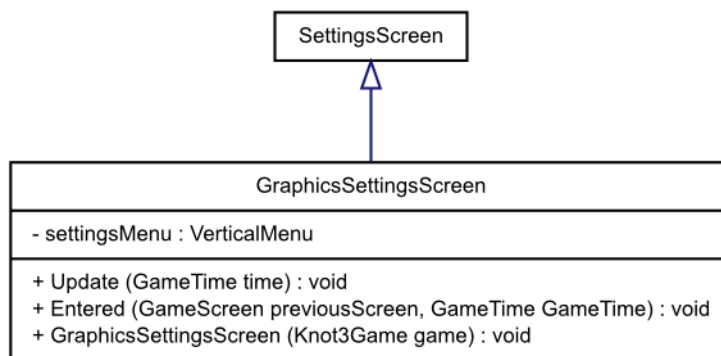 SettingsScreen
GraphicsSettingsScreen
- settingsMenu : VerticalMenu
+ Update (GameTime time) : void
+ Entered (GameScreen previousScreen, GameTime GameTime) : void
+ GraphicsSettingsScreen (Knot3Game game) : void